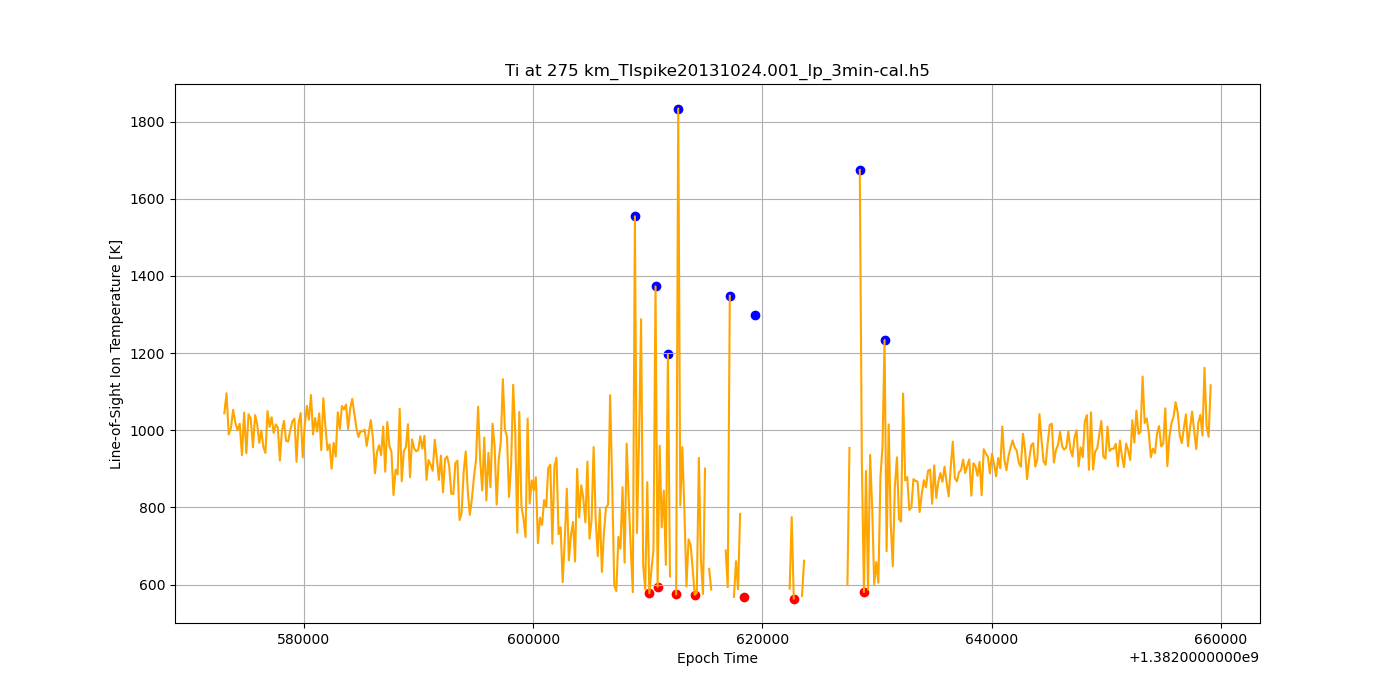 Ti at 275 km_TIspike20131024.001_lp_3min-cal.h5
Line-of-Sight Ion Temperature [K]
1800
1600
1400
1200
1000
800
600
580000 600000 620000 640000 660000
Epoch Time
+1.3820000000e9